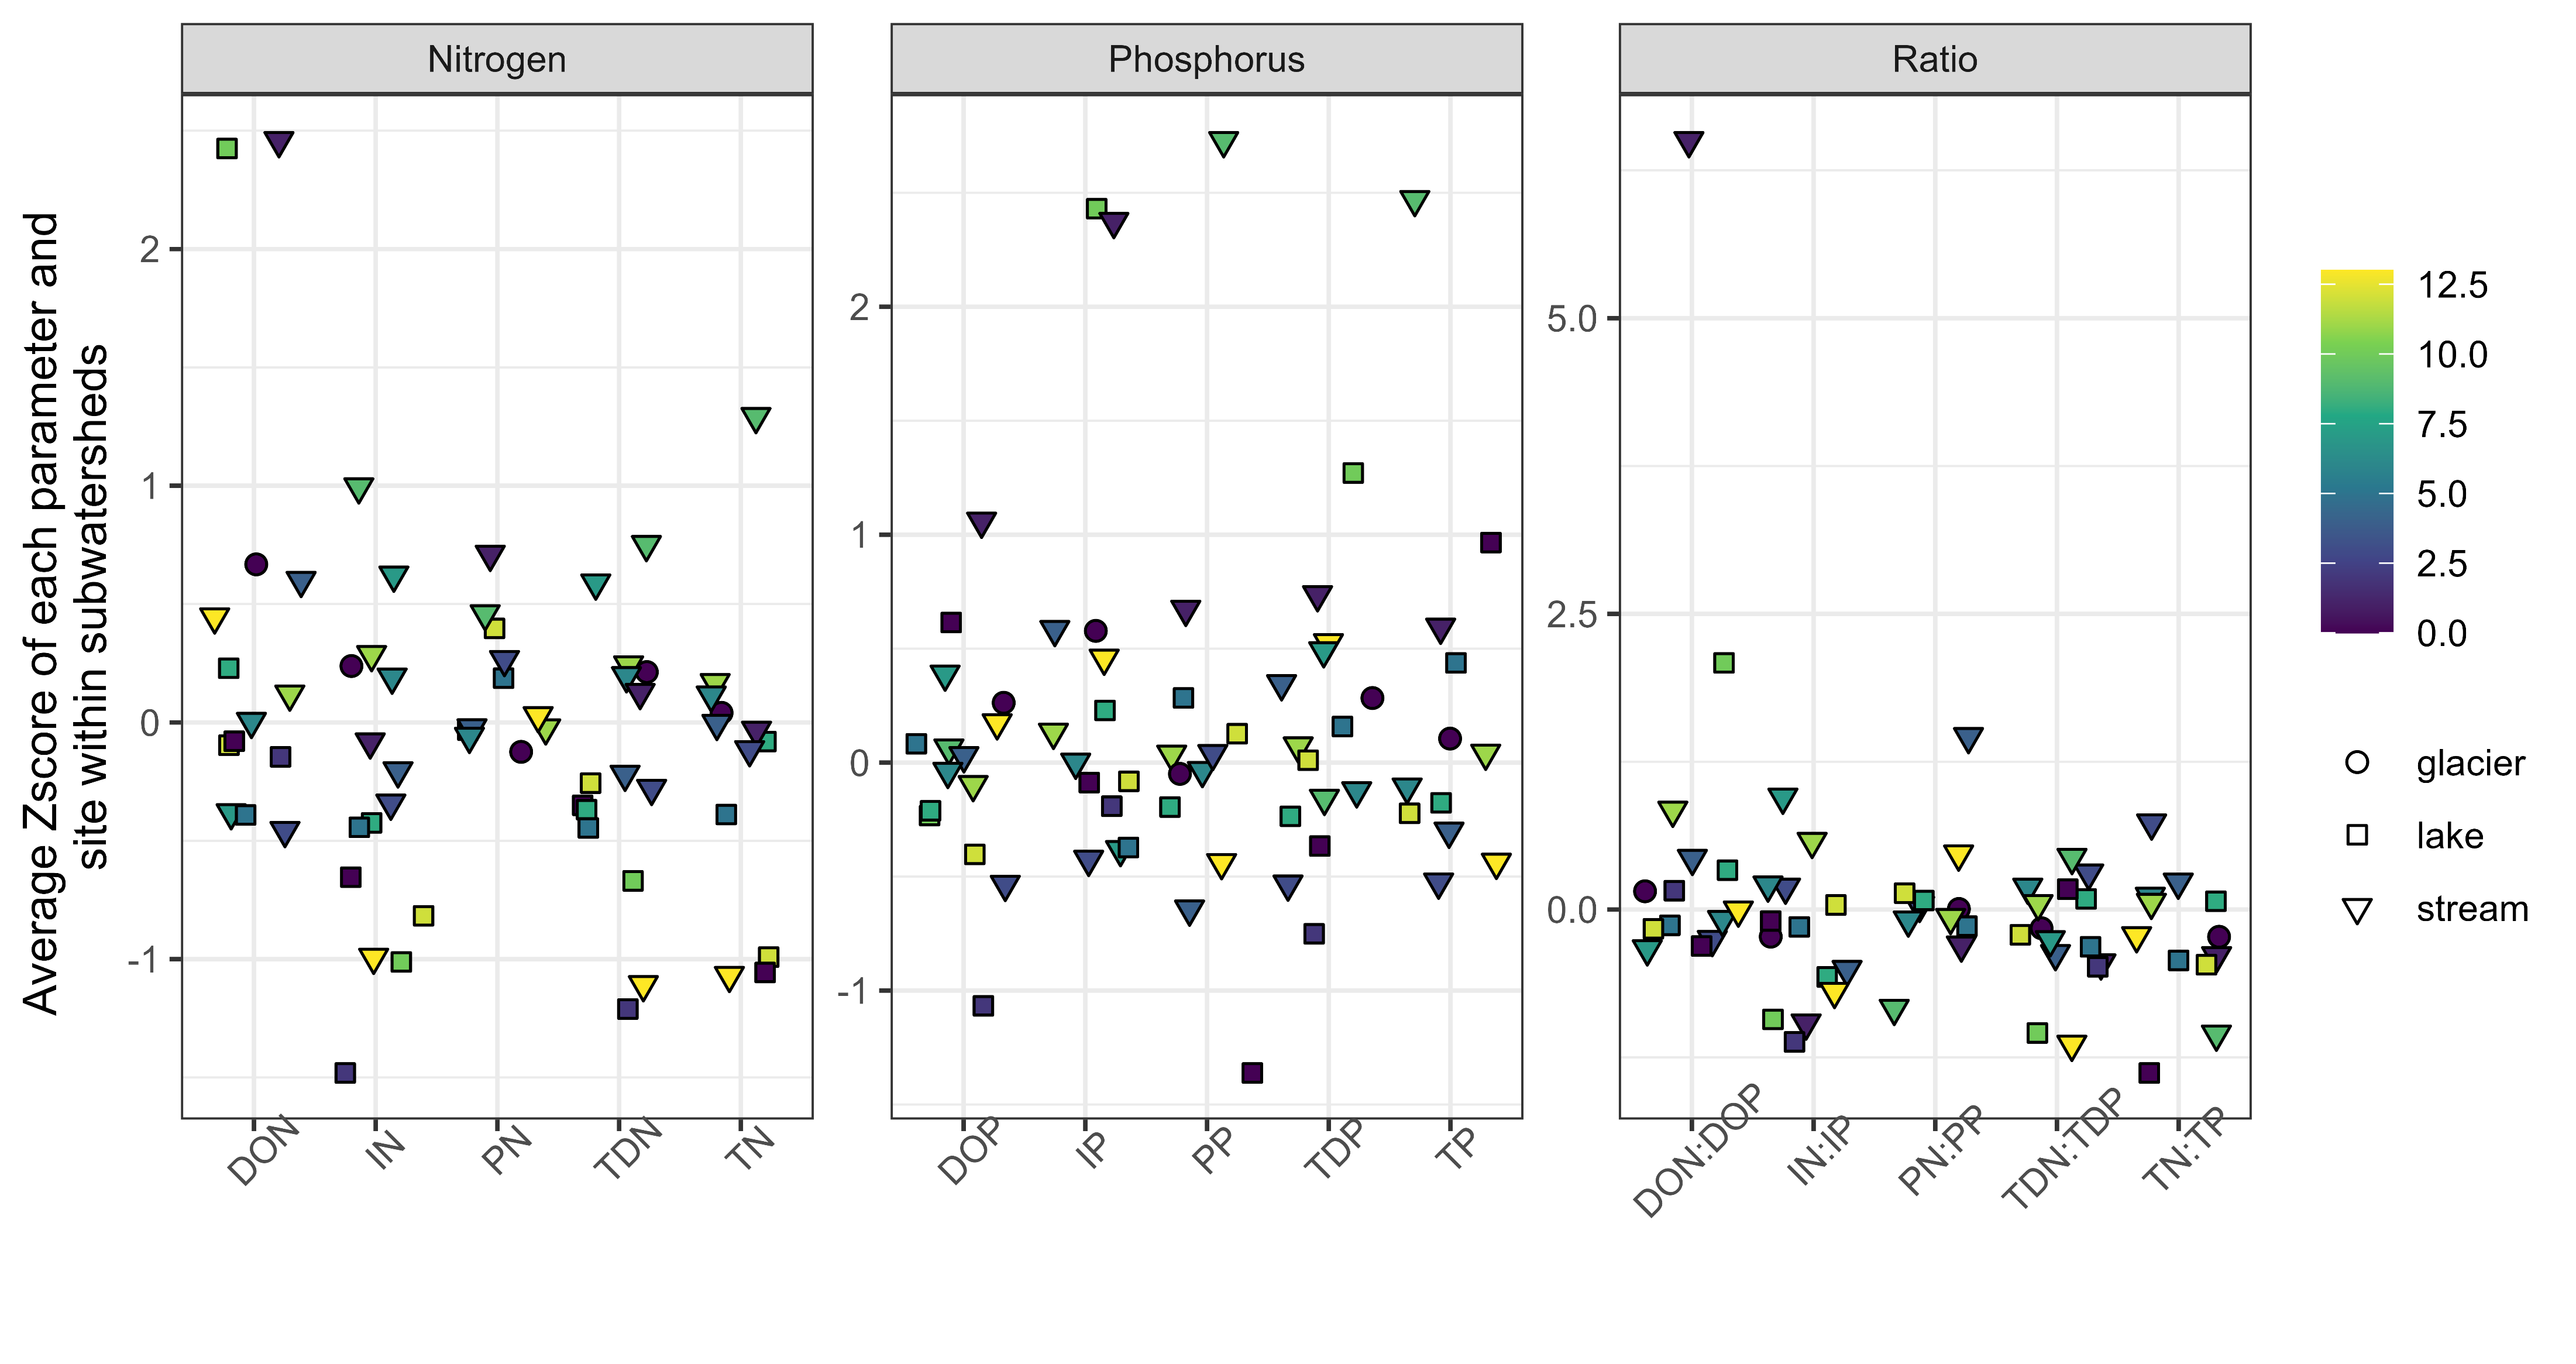 Nitrogen
Phosphorus
Ratio
Average Zscore of each parameter and
site within subwatersheds
2
1
0
-1
DON
IN
PN
TDN
TN
2
1
0
-1
DOP
IP
PP
TDP
TP
5.0
2.5
0.0
DON:DOP
IN:IP
PN:PP
TDN:TDP
TN:TP
12.5
10.0
7.5
5.0
2.5
0.0
glacier
lake
stream